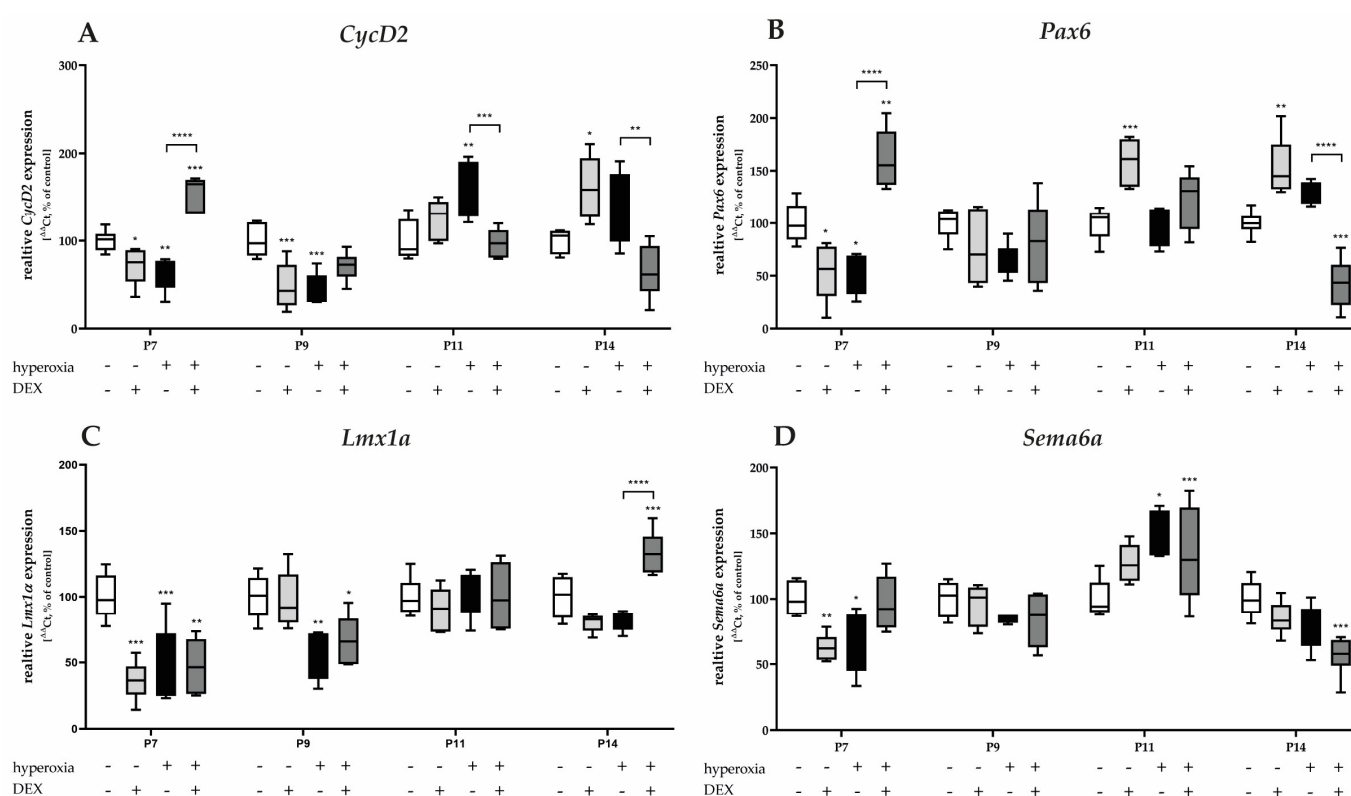 A
CycD2
realtive CycD2 expression
[ΔΔCt, % of control]
300
200
100
0
* ** **** ***
*** ***
** ***
* **
P7 P9 P11 P14
hyperoxia - - + + - - + + - - + + - - + +
DEX - + - + - + - + - + - + - + - +
B
Pax6
realtive Pax6 expression
[ΔΔCt, % of control]
250
200
150
100
50
0
* * **** **
***
** **** ***
P7 P9 P11 P14
hyperoxia - - + + - - + + - - + + - - + +
DEX - + - + - + - + - + - + - + - +
C
Lmx1a
realtive Lmx1a expression
[ΔΔCt, % of control]
200
150
100
50
0
*** *** **
** *
**** ***
P7 P9 P11 P14
hyperoxia - - + + - - + + - - + + - - + +
DEX - + - + - + - + - + - + - + - +
D
Sema6a
realtive Sema6a expression
[ΔΔCt, % of control]
200
150
100
50
0
** *
* ***
***
P7 P9 P11 P14
hyperoxia - - + + - - + + - - + + - - + +
DEX - + - + - + - + - + - + - + - +